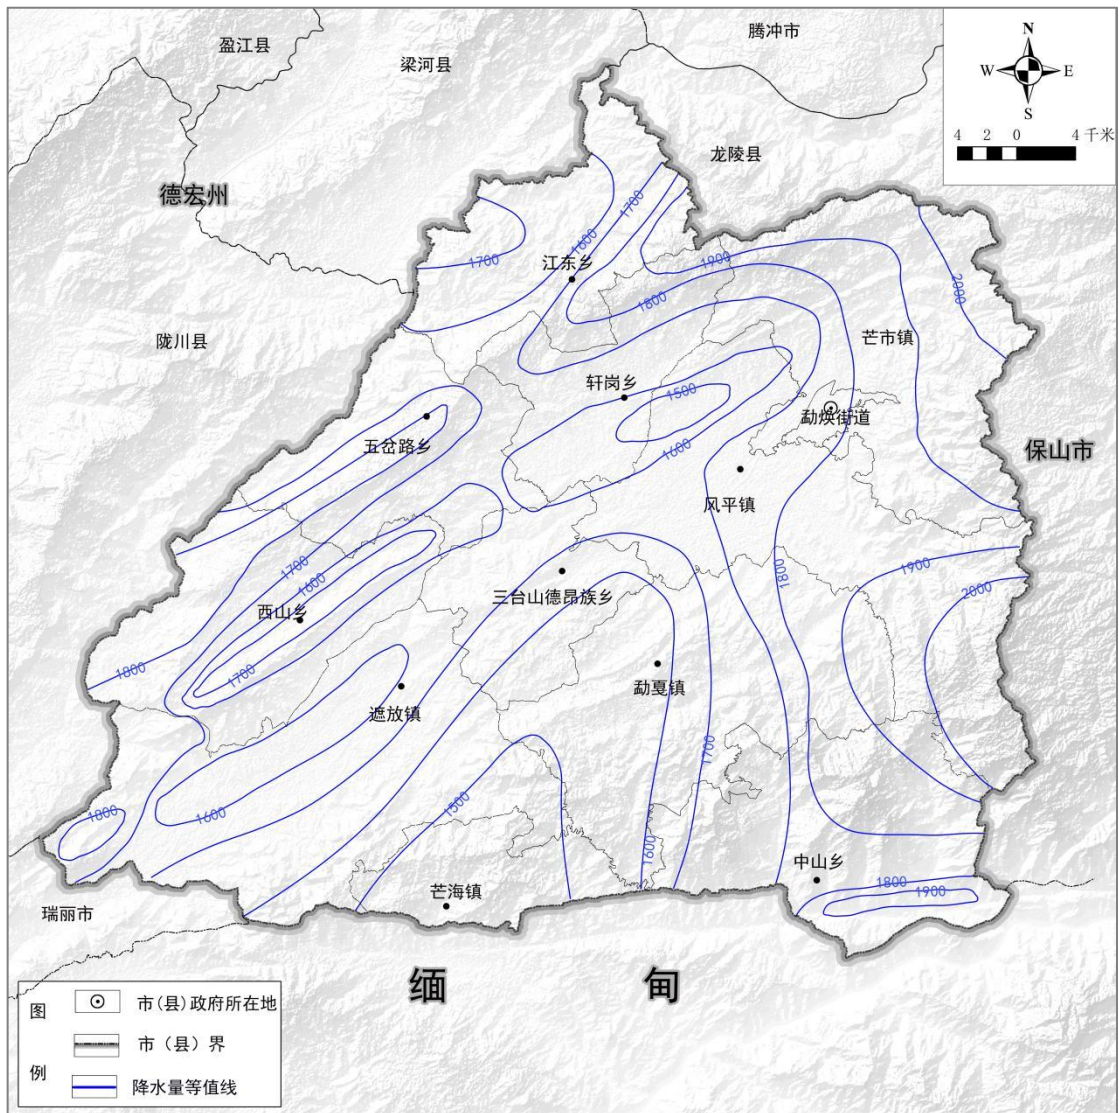 盈江县
腾冲市
梁河县
N
W
E
S
4 2 0 4 千米
龙陵县
德宏州
1700
1600
1700
江东乡
1900
1800
2000
陇川县
芒市镇
轩岗乡
1500
勐焕街道
五岔路乡
1600
保山市
风平镇
1700
1600
1800
1900
2000
三台山德昂族乡
西山乡
1800
1700
勐戛镇
遮放镇
1700
1500
1800
1600
1600
中山乡
1800
1900
芒海镇
瑞丽市
缅 甸
图例
市(县)政府所在地
市（县）界
降水量等值线